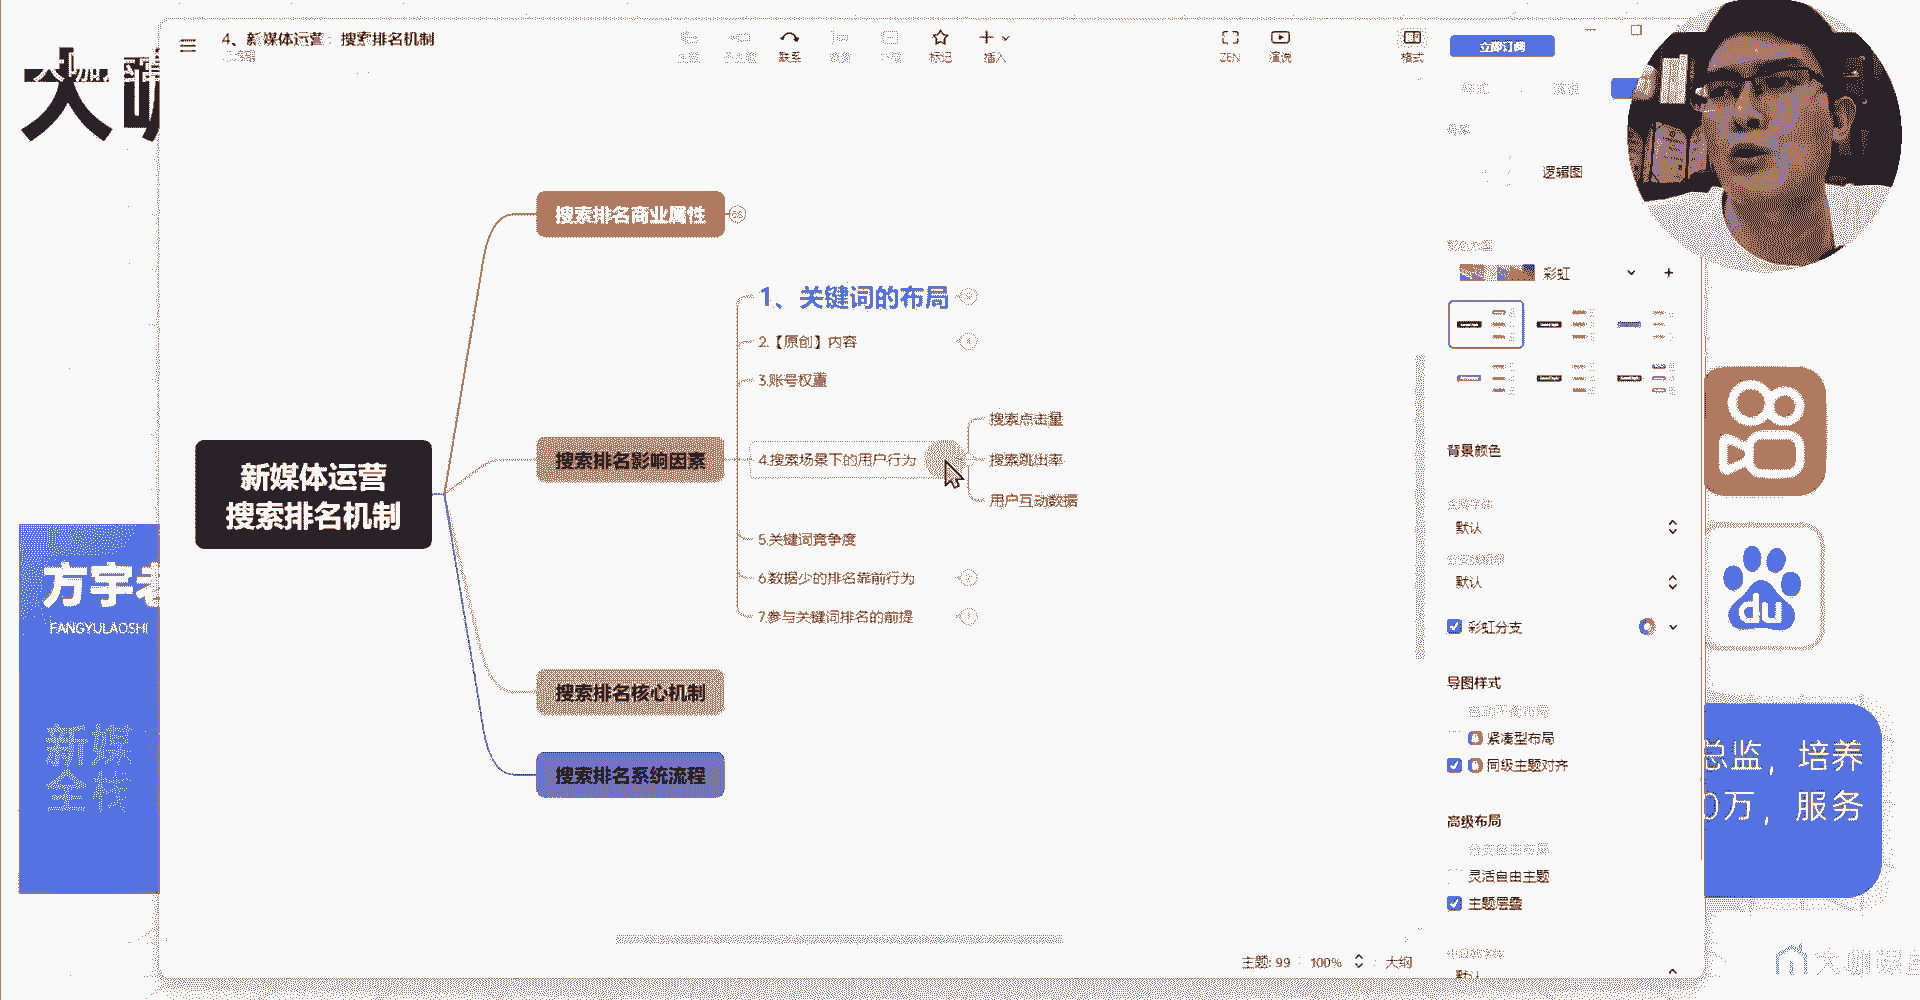 4、新媒体运营：搜索排名机制
联系
标记
插入
ZEN
演说
格式
立即订阅
逻辑图
彩虹
搜索排名商业属性
1、关键词的布局
2.【原创】内容
3.账号权重
搜索点击量
搜索排名影响因素
4.搜索场景下的用户行为
搜索跳出率
用户互动数据
新媒体运营
搜索排名机制
5.关键词竞争度
6.数据少的排名靠前行为
7.参与关键词排名的前提
搜索排名核心机制
搜索排名系统流程
背景颜色
默认
默认
彩虹分支
导图样式
紧凑型布局
同级主题对齐
高级布局
灵活自由主题
主题层叠
默认
主题: 99
100%
大纲
方宇老
FANGYULAOSHI
新媒
全栈
du
总监，培养
0万，服务